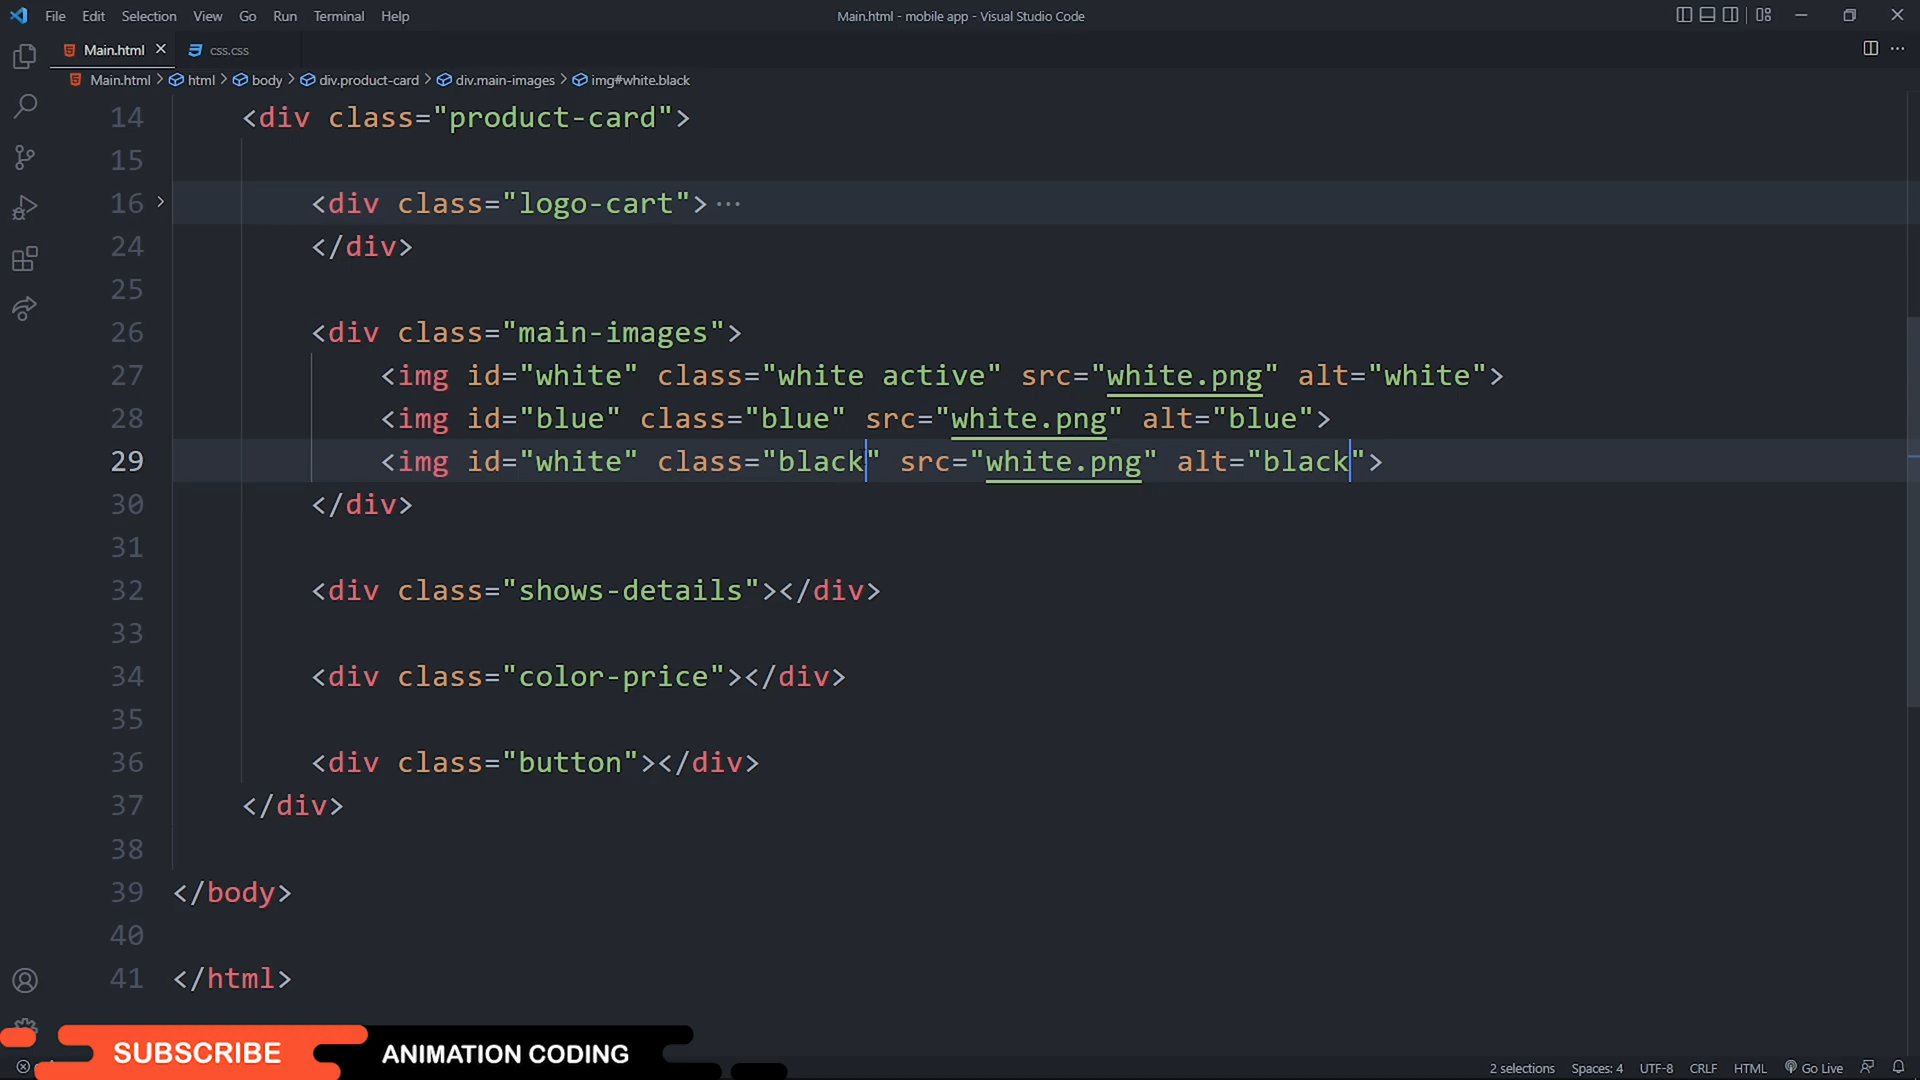 File Edit Selection View Go Run Terminal Help Main.html - mobile app - Visual Studio Code
Main.html css.css
Main.html > html > body > div.product-card > div.main-images > img#white.black
14 <div class="product-card">
15
16 <div class="logo-cart"> ···
24 </div>
25
26 <div class="main-images">
27 <img id="white" class="white active" src="white.png" alt="white">
28 <img id="blue" class="blue" src="white.png" alt="blue">
29 <img id="white" class="black" src="white.png" alt="black">
30 </div>
31
32 <div class="shows-details"></div>
33
34 <div class="color-price"></div>
35
36 <div class="button"></div>
37 </div>
38
39 </body>
40
41 </html>
SUBSCRIBE ANIMATION CODING
2 selections Spaces: 4 UTF-8 CRLF HTML Go Live